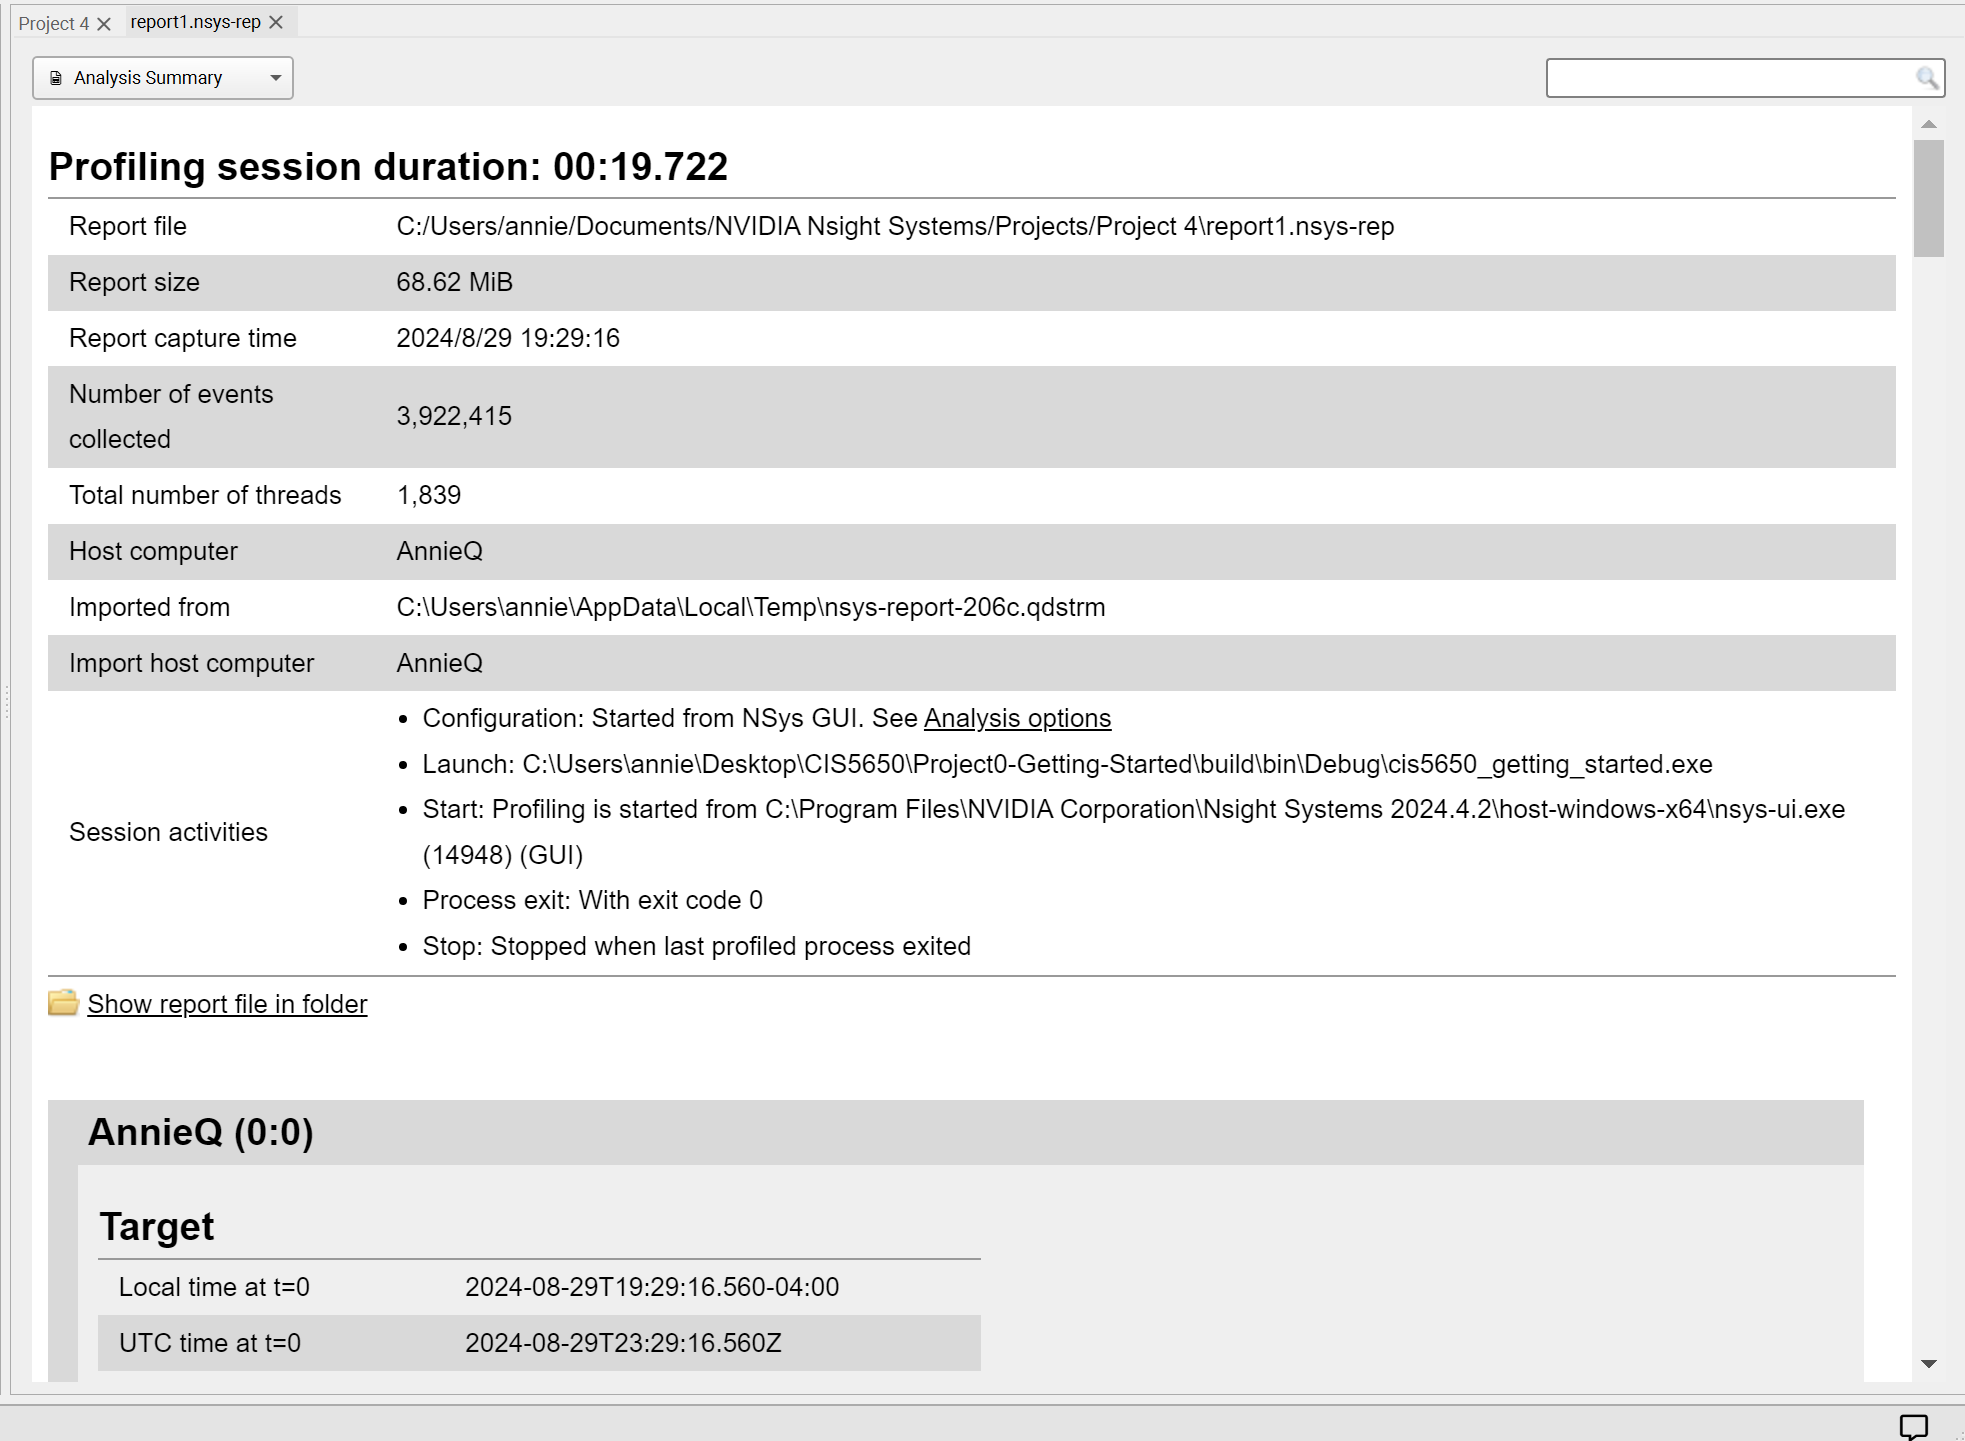 Project 4
report1.nsys-rep
Analysis Summary
Profiling session duration: 00:19.722
Report file C:/Users/annie/Documents/NVIDIA Nsight Systems/Projects/Project 4\report1.nsys-rep
Report size 68.62 MiB
Report capture time 2024/8/29 19:29:16
Number of events
collected
3,922,415
Total number of threads 1,839
Host computer AnnieQ
Imported from C:\Users\annie\AppData\Local\Temp\nsys-report-206c.qdstrm
Import host computer AnnieQ
Session activities
• Configuration: Started from NSys GUI. See Analysis options
• Launch: C:\Users\annie\Desktop\CIS5650\Project0-Getting-Started\build\bin\Debug\cis5650_getting_started.exe
• Start: Profiling is started from C:\Program Files\NVIDIA Corporation\Nsight Systems 2024.4.2\host-windows-x64\nsys-ui.exe
(14948) (GUI)
• Process exit: With exit code 0
• Stop: Stopped when last profiled process exited
Show report file in folder
AnnieQ (0:0)
Target
Local time at t=0 2024-08-29T19:29:16.560-04:00
UTC time at t=0 2024-08-29T23:29:16.560Z